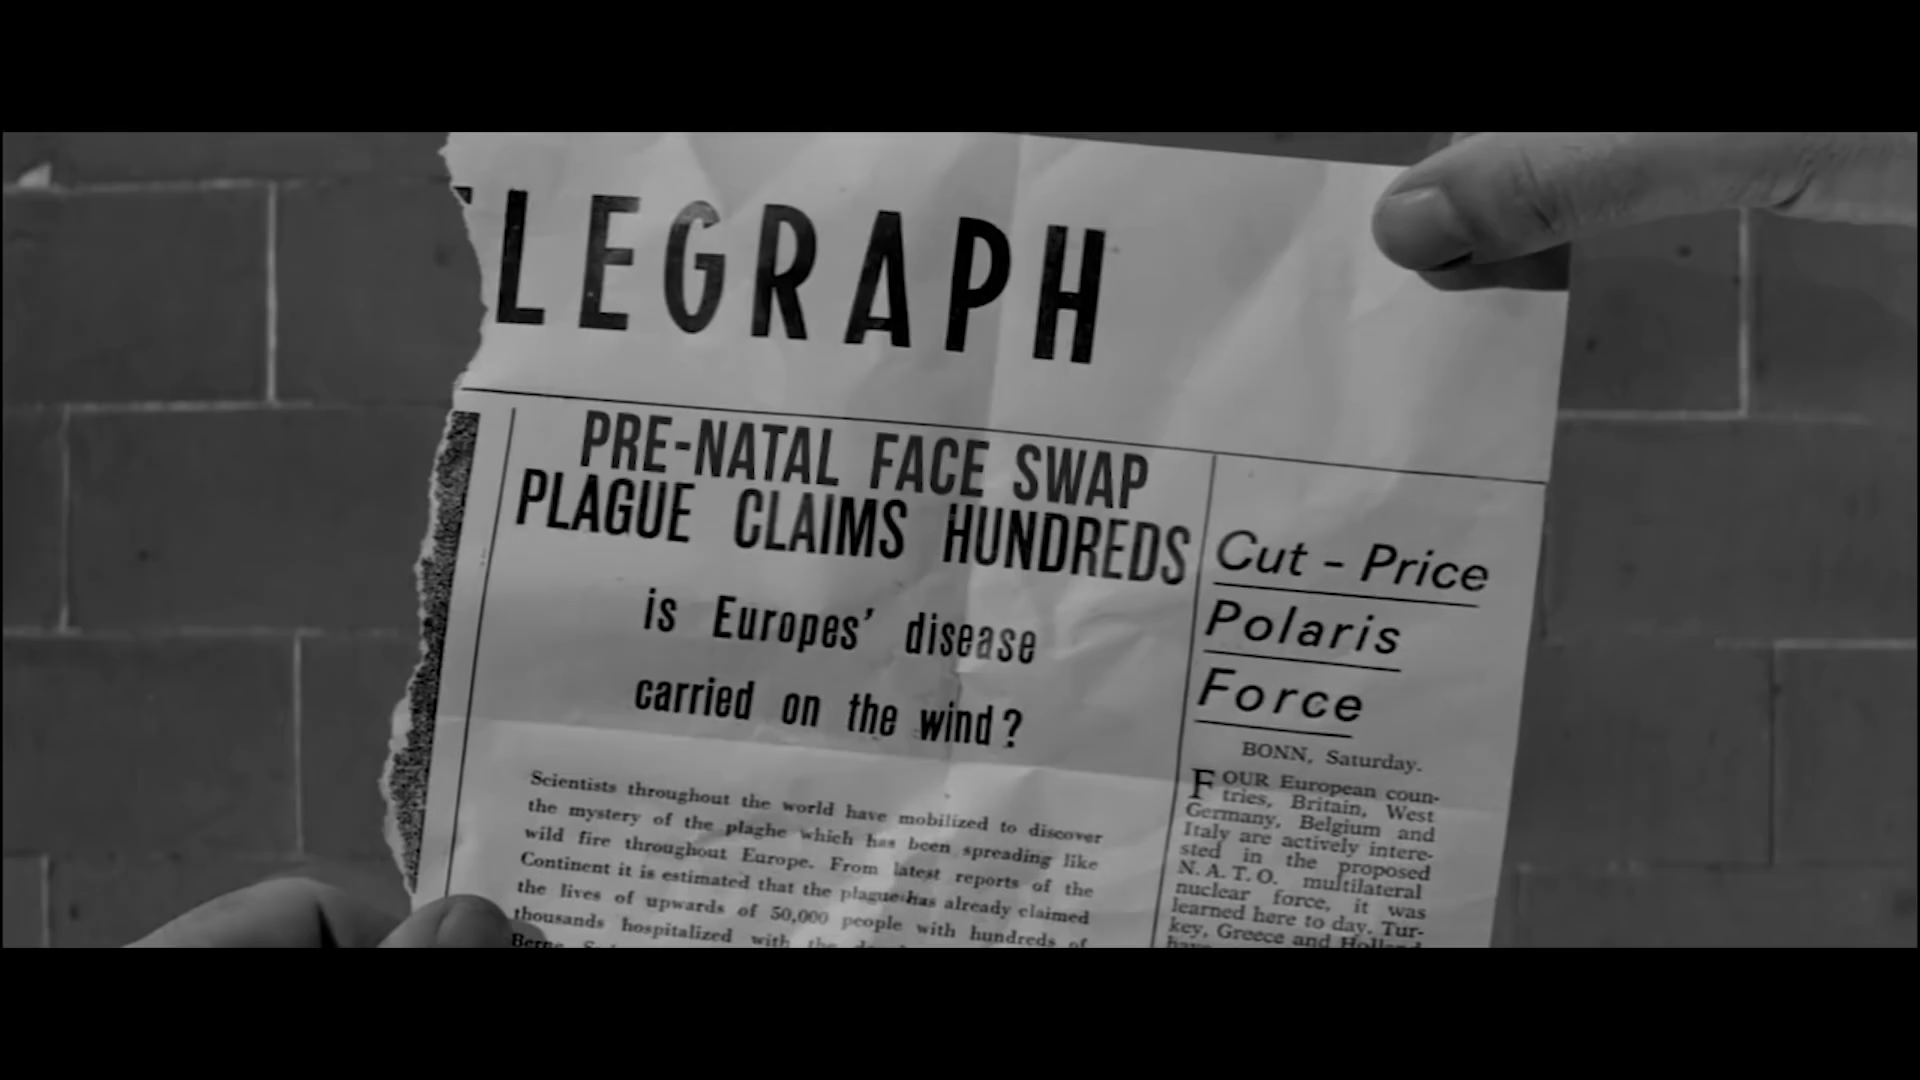 LEGRAPH
PRE-NATAL FACE SWAP
PLAGUE CLAIMS HUNDREDS
is Europes' disease
carried on the wind?
Scientists throughout the world have mobilized to discover
the mystery of the plaghe which has been spreading like
wild fire throughout Europe. From latest reports of the
Continent it is estimated that the plague has already claimed
the lives of upwards of 50,000 people with hundreds of
thousands hospitalized with the
Berne
Cut - Price
Polaris
Force
BONN, Saturday.
FOUR European coun-
tries, Britain, West
Germany, Belgium and
Italy are actively intere-
sted in the proposed
N.A.T.O. multilateral
nuclear force, it was
learned here to day. Tur-
key, Greece and Holland
have